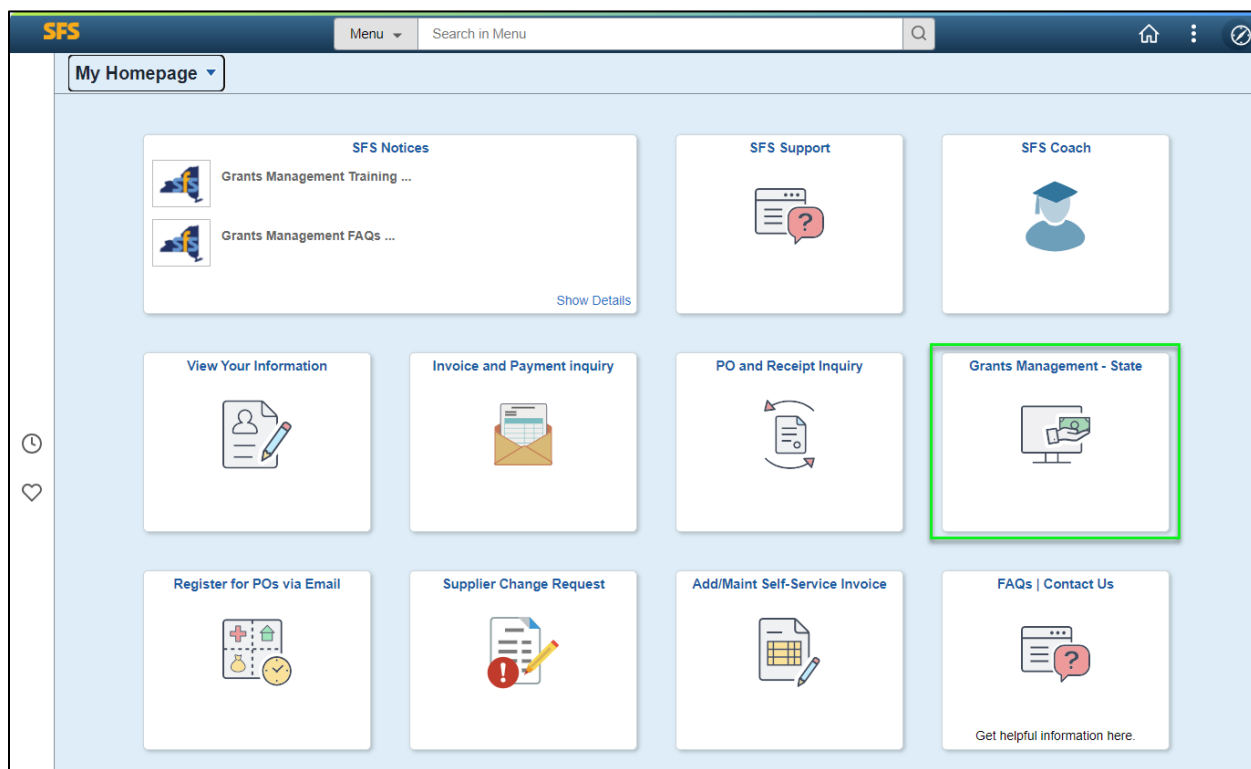 SFS
Menu
Search in Menu
My Homepage
SFS Notices
sfs
Grants Management Training ...
sfs
Grants Management FAQs ...
Show Details
SFS Support
?
SFS Coach
View Your Information
Invoice and Payment inquiry
PO and Receipt Inquiry
Grants Management - State
Register for POs via Email
Supplier Change Request
!
Add/Maint Self-Service Invoice
FAQs | Contact Us
?
Get helpful information here.